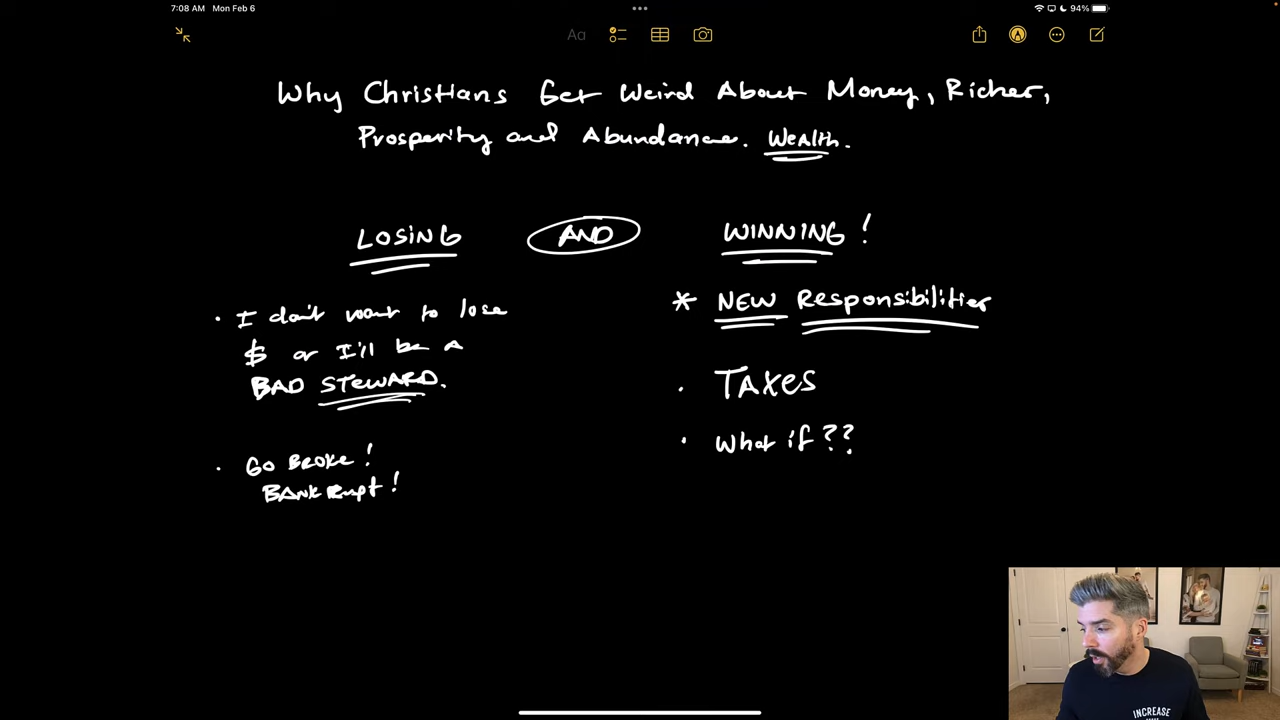 7:08 AM Mon Feb 6
94%
Aa
Why Christians Get Weird About Money, Riches,
Prosperity and Abundance. Wealth.
LOSING AND WINNING!
• I don't want to lose
$ or I'll be a
BAD STEWARD.
• Go Broke!
BANKrupt!
* NEW Responsibilities
• TAXES
• What if??
INCREASE